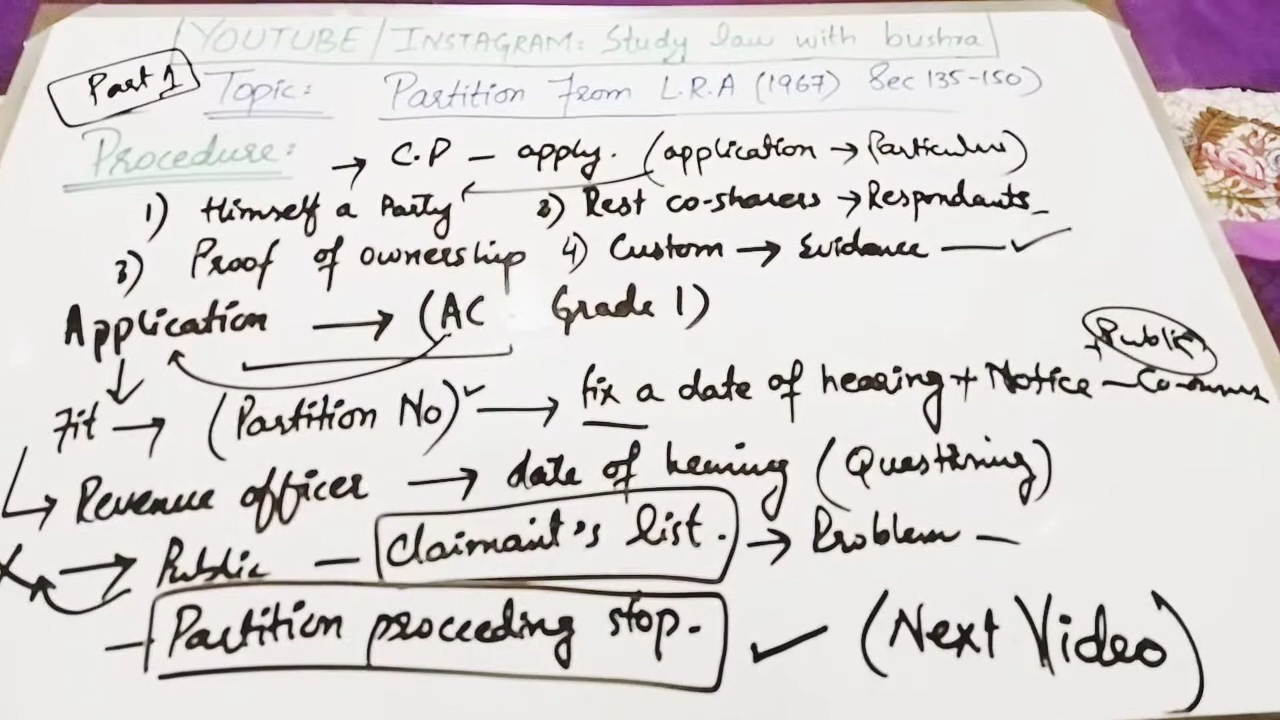 YOUTUBE/INSTAGRAM: Study law with bushra
Part 1 Topic: Partition From L.R.A (1967) Sec 135-150)
Procedure: → C.P – apply. (application → Particulars)
1) Himself a Party 2) Rest co-sharers → Respondants
3) Proof of ownership 4) Custom → Evidence — ✓
Application → (AC Grade 1)
Public
Fit → (Partition No) ✓ → fix a date of hearing + Notice –
→ Revenue officer → date of hearing (Questining)
→ Public – Claimant's list. → Problem –
– Partition proceeding stop. ✓ (Next Video)